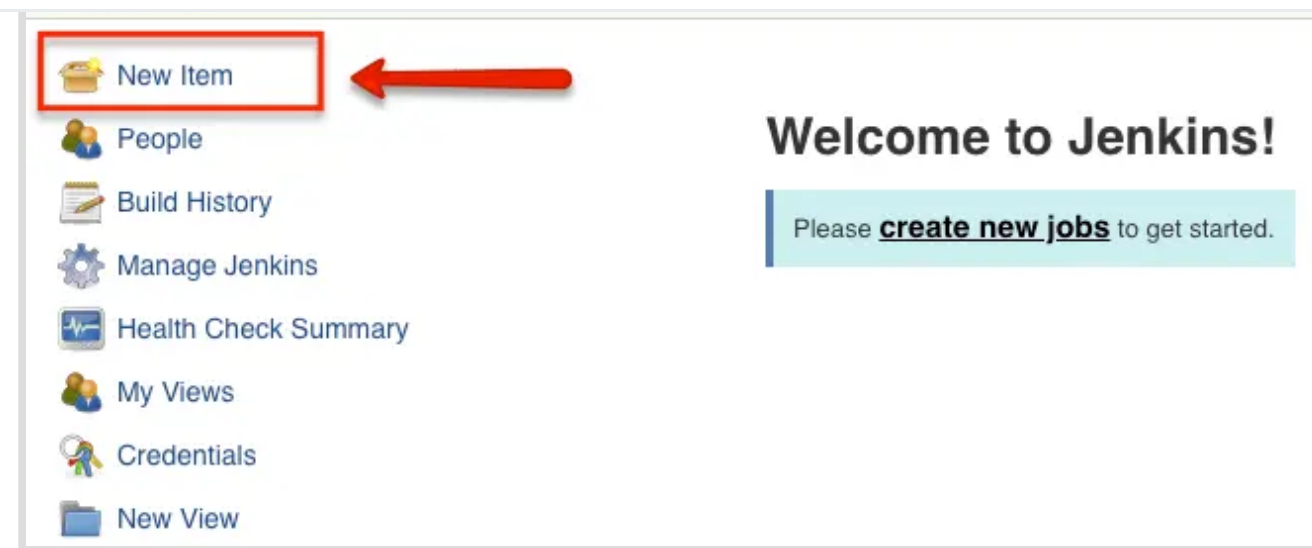 New Item
People
Build History
Manage Jenkins
Health Check Summary
My Views
Credentials
New View
Welcome to Jenkins!
Please create new jobs to get started.